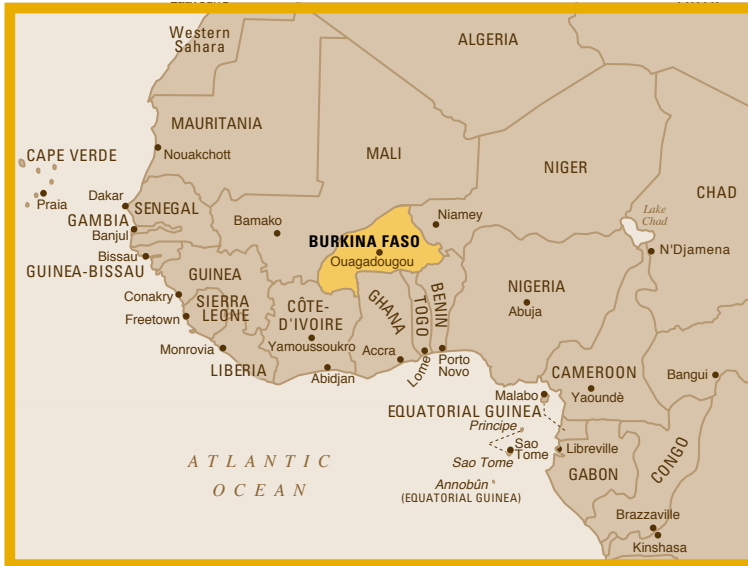 Western
Sahara
ALGERIA
MAURITANIA
Nouakchott
MALI
NIGER
CAPE VERDE
Praia
CHAD
Dakar
SENEGAL
Lake
Chad
GAMBIA
Banjul
Bamako
Niamey
BURKINA FASO
Ouagadougou
N'Djamena
Bissau
GUINEA-BISSAU
GUINEA
NIGERIA
Abuja
Conakry
SIERRA
LEONE
Freetown
CÔTE-
D'IVOIRE
Yamoussokro
GHANA
TOGO
BENIN
Monrovia
LIBERIA
Abidjan
Accra
Lome
Porto
Novo
CAMEROON
Yaoundè
Bangui
Malabo
EQUATORIAL GUINEA
Principe
Sao
Tome
Sao Tome
Libreville
GABON
CONGO
ATLANTIC
OCEAN
Annobûn
(EQUATORIAL GUINEA)
Brazzaville
Kinshasa